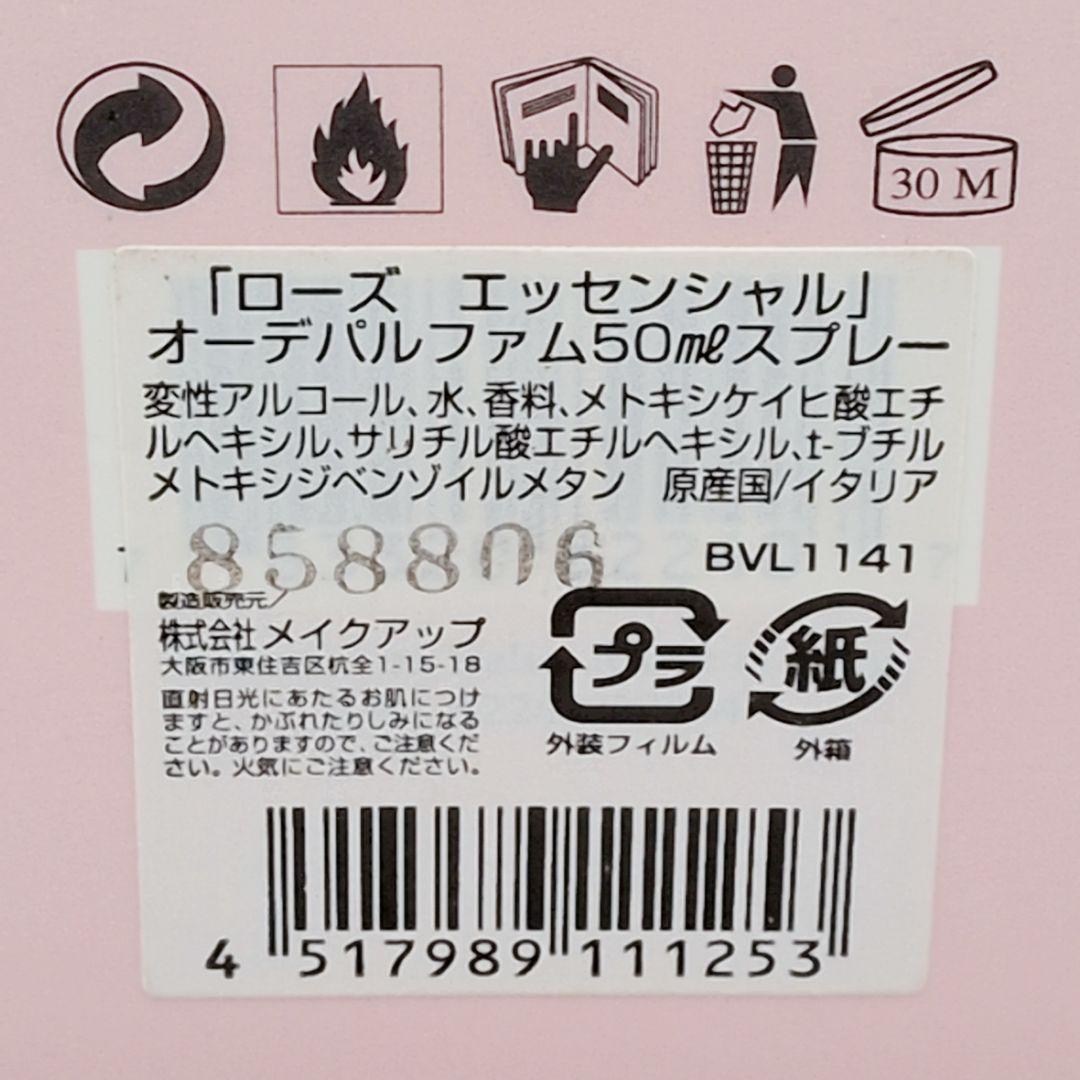 30 M
「ローズ　エッセンシャル」
オーデパルファム50㎖スプレー
変性アルコール、水、香料、メトキシケイヒ酸エチ
ルヘキシル、サリチル酸エチルヘキシル、t-ブチル
メトキシジベンゾイルメタン　原産国/イタリア
858806
BVL1141
製造販売元／
株式会社 メイクアップ
大阪市東住吉区杭全1-15-18
直射日光にあたるお肌につけ
ますと、かぶれたりしみになる
ことがありますので、ご注意くだ
さい。火気にご注意ください。
プラ
外装フィルム
紙
外箱
4 517989 111253